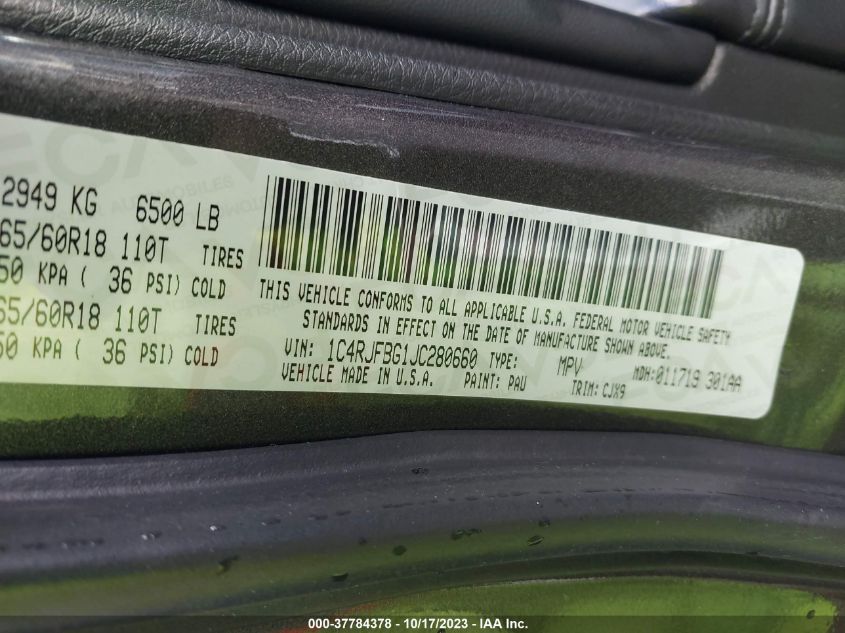 2949 KG 6500 LB
65/60R18 110T TIRES
50 KPA ( 36 PSI) COLD
65/60R18 110T TIRES
50 KPA ( 36 PSI) COLD
THIS VEHICLE CONFORMS TO ALL APPLICABLE U.S.A. FEDERAL MOTOR VEHICLE SAFETY
STANDARDS IN EFFECT ON THE DATE OF MANUFACTURE SHOWN ABOVE.
VIN: 1C4RJFBG1JC280660 TYPE: MPV MDH:011719 301AA
VEHICLE MADE IN U.S.A. PAINT: PAU TRIM: CJX9
000-37784378 - 10/17/2023 - IAAI.com